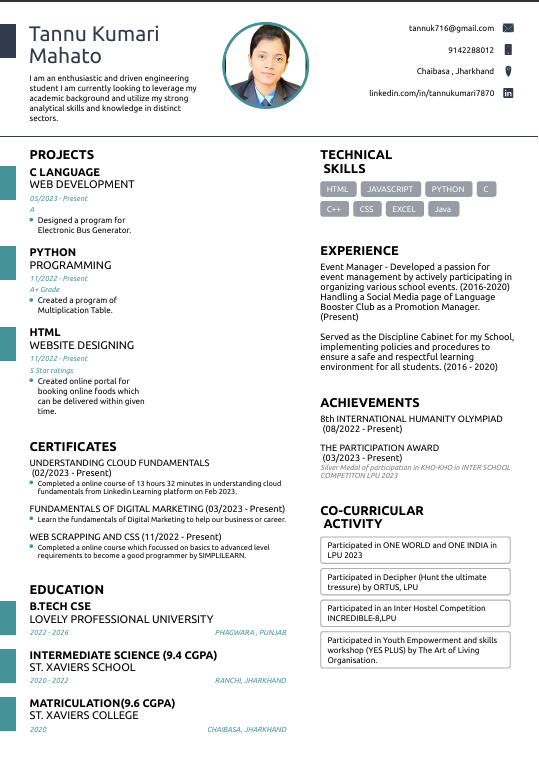 Tannu Kumari
Mahato
I am an enthusiastic and driven engineering
student I am currently looking to leverage my
academic background and utilize my strong
analytical skills and knowledge in distinct
sectors.
tannuk716@gmail.com
9142288012
Chaibasa , Jharkhand
linkedin.com/in/tannukumari7870
in
PROJECTS
C LANGUAGE
WEB DEVELOPMENT
05/2023 - Present
A
Designed a program for
Electronic Bus Generator.
PYTHON
PROGRAMMING
11/2022 - Present
A+ Grade
Created a program of
Multiplication Table.
HTML
WEBSITE DESIGNING
11/2022 - Present
5 Star ratings
Created online portal for
booking online foods which
can be delivered within given
time.
CERTIFICATES
UNDERSTANDING CLOUD FUNDAMENTALS
(02/2023 - Present)
Completed a online course of 13 hours 32 minutes in understanding cloud
fundamentals from Linkedin Learning platform on Feb 2023.
FUNDAMENTALS OF DIGITAL MARKETING (03/2023 - Present)
Learn the fundamentals of Digital Marketing to help our business or career.
WEB SCRAPPING AND CSS (11/2022 - Present)
Completed a online course which focussed on basics to advanced level
requirements to become a good programmer by SIMPLILEARN.
EDUCATION
B.TECH CSE
LOVELY PROFESSIONAL UNIVERSITY
2022 - 2026 PHAGWARA , PUNJAB
INTERMEDIATE SCIENCE (9.4 CGPA)
ST. XAVIERS SCHOOL
2020 - 2022 RANCHI, JHARKHAND
MATRICULATION(9.6 CGPA)
ST. XAVIERS COLLEGE
2020 CHAIBASA, JHARKHAND
TECHNICAL
SKILLS
HTML JAVASCRIPT PYTHON C
C++ CSS EXCEL Java
EXPERIENCE
Event Manager - Developed a passion for
event management by actively participating in
organizing various school events. (2016-2020)
Handling a Social Media page of Language
Booster Club as a Promotion Manager.
(Present)
Served as the Discipline Cabinet for my School,
implementing policies and procedures to
ensure a safe and respectful learning
environment for all students. (2016 - 2020)
ACHIEVEMENTS
8th INTERNATIONAL HUMANITY OLYMPIAD
(08/2022 - Present)
THE PARTICIPATION AWARD
(03/2023 - Present)
Silver Medal of participation in KHO-KHO in INTER SCHOOL
COMPETITON LPU 2023
CO-CURRICULAR
ACTIVITY
Participated in ONE WORLD and ONE INDIA in
LPU 2023
Participated in Decipher (Hunt the ultimate
tressure) by ORTUS, LPU
Participated in an Inter Hostel Competition
INCREDIBLE-8,LPU
Participated in Youth Empowerment and skills
workshop (YES PLUS) by The Art of Living
Organisation.